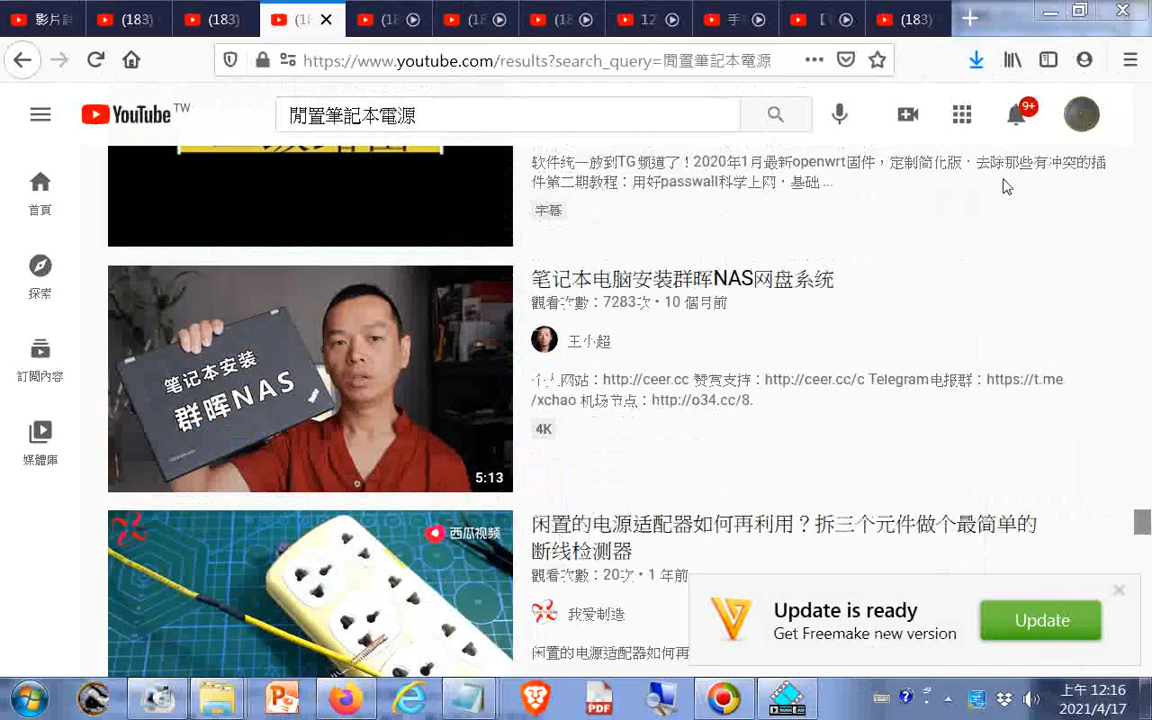 影片
(183)
(183)
(18
(18
(18
(18
12
手
【
(183)
https://www.youtube.com/results?search_query=閒置筆記本電源
YouTube TW
閒置筆記本電源
9+
首頁
探索
訂閱內容
媒體庫
软件统一放到TG频道了！2020年1月最新openwrt固件，定制简化版，去除那些有冲突的插
件第二期教程：用好passwall科学上网，基础 ...
字幕
笔记本安装
群晖NAS
5:13
笔记本电脑安装群晖NAS网盘系统
觀看次數：7283次 • 10 個月前
王小超
个人网站：http://ceer.cc 赞赏支持：http://ceer.cc/c Telegram电报群：https://t.me
/xchao 机场节点：http://o34.cc/8.
4K
西瓜视频
闲置的电源适配器如何再利用？拆三个元件做个最简单的
断线检测器
觀看次數：20次 • 1 年前
我爱制造
闲置的电源适配器如何再
Update is ready
Get Freemake new version
Update
PDF
上午 12:16
2021/4/17